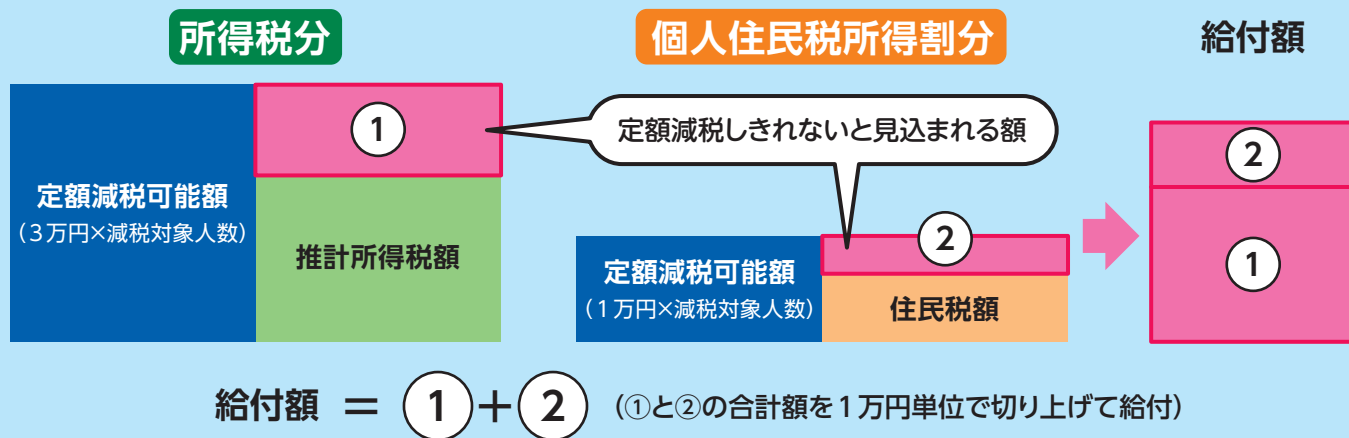 所得税分
個人住民税所得割分
給付額
①
定額減税しきれないと見込まれる額
定額減税可能額
(3万円×減税対象人数)
推計所得税額
②
定額減税可能額
(1万円×減税対象人数)
住民税額
②
①
給付額 = ①+② (①と②の合計額を1万円単位で切り上げて給付)